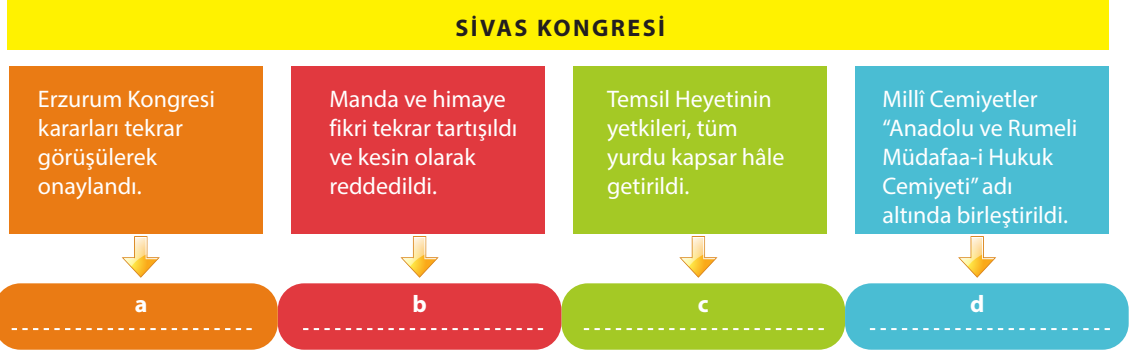 SİVAS KONGRESİ
Erzurum Kongresi
kararları tekrar
görüşülerek
onaylandı.
Manda ve himaye
fikri tekrar tartışıldı
ve kesin olarak
reddedildi.
Temsil Heyetinin
yetkileri, tüm
yurdu kapsar hâle
getirildi.
Millî Cemiyetler
“Anadolu ve Rumeli
Müdafaa-i Hukuk
Cemiyeti” adı
altında birleştirildi.
a
b
c
d